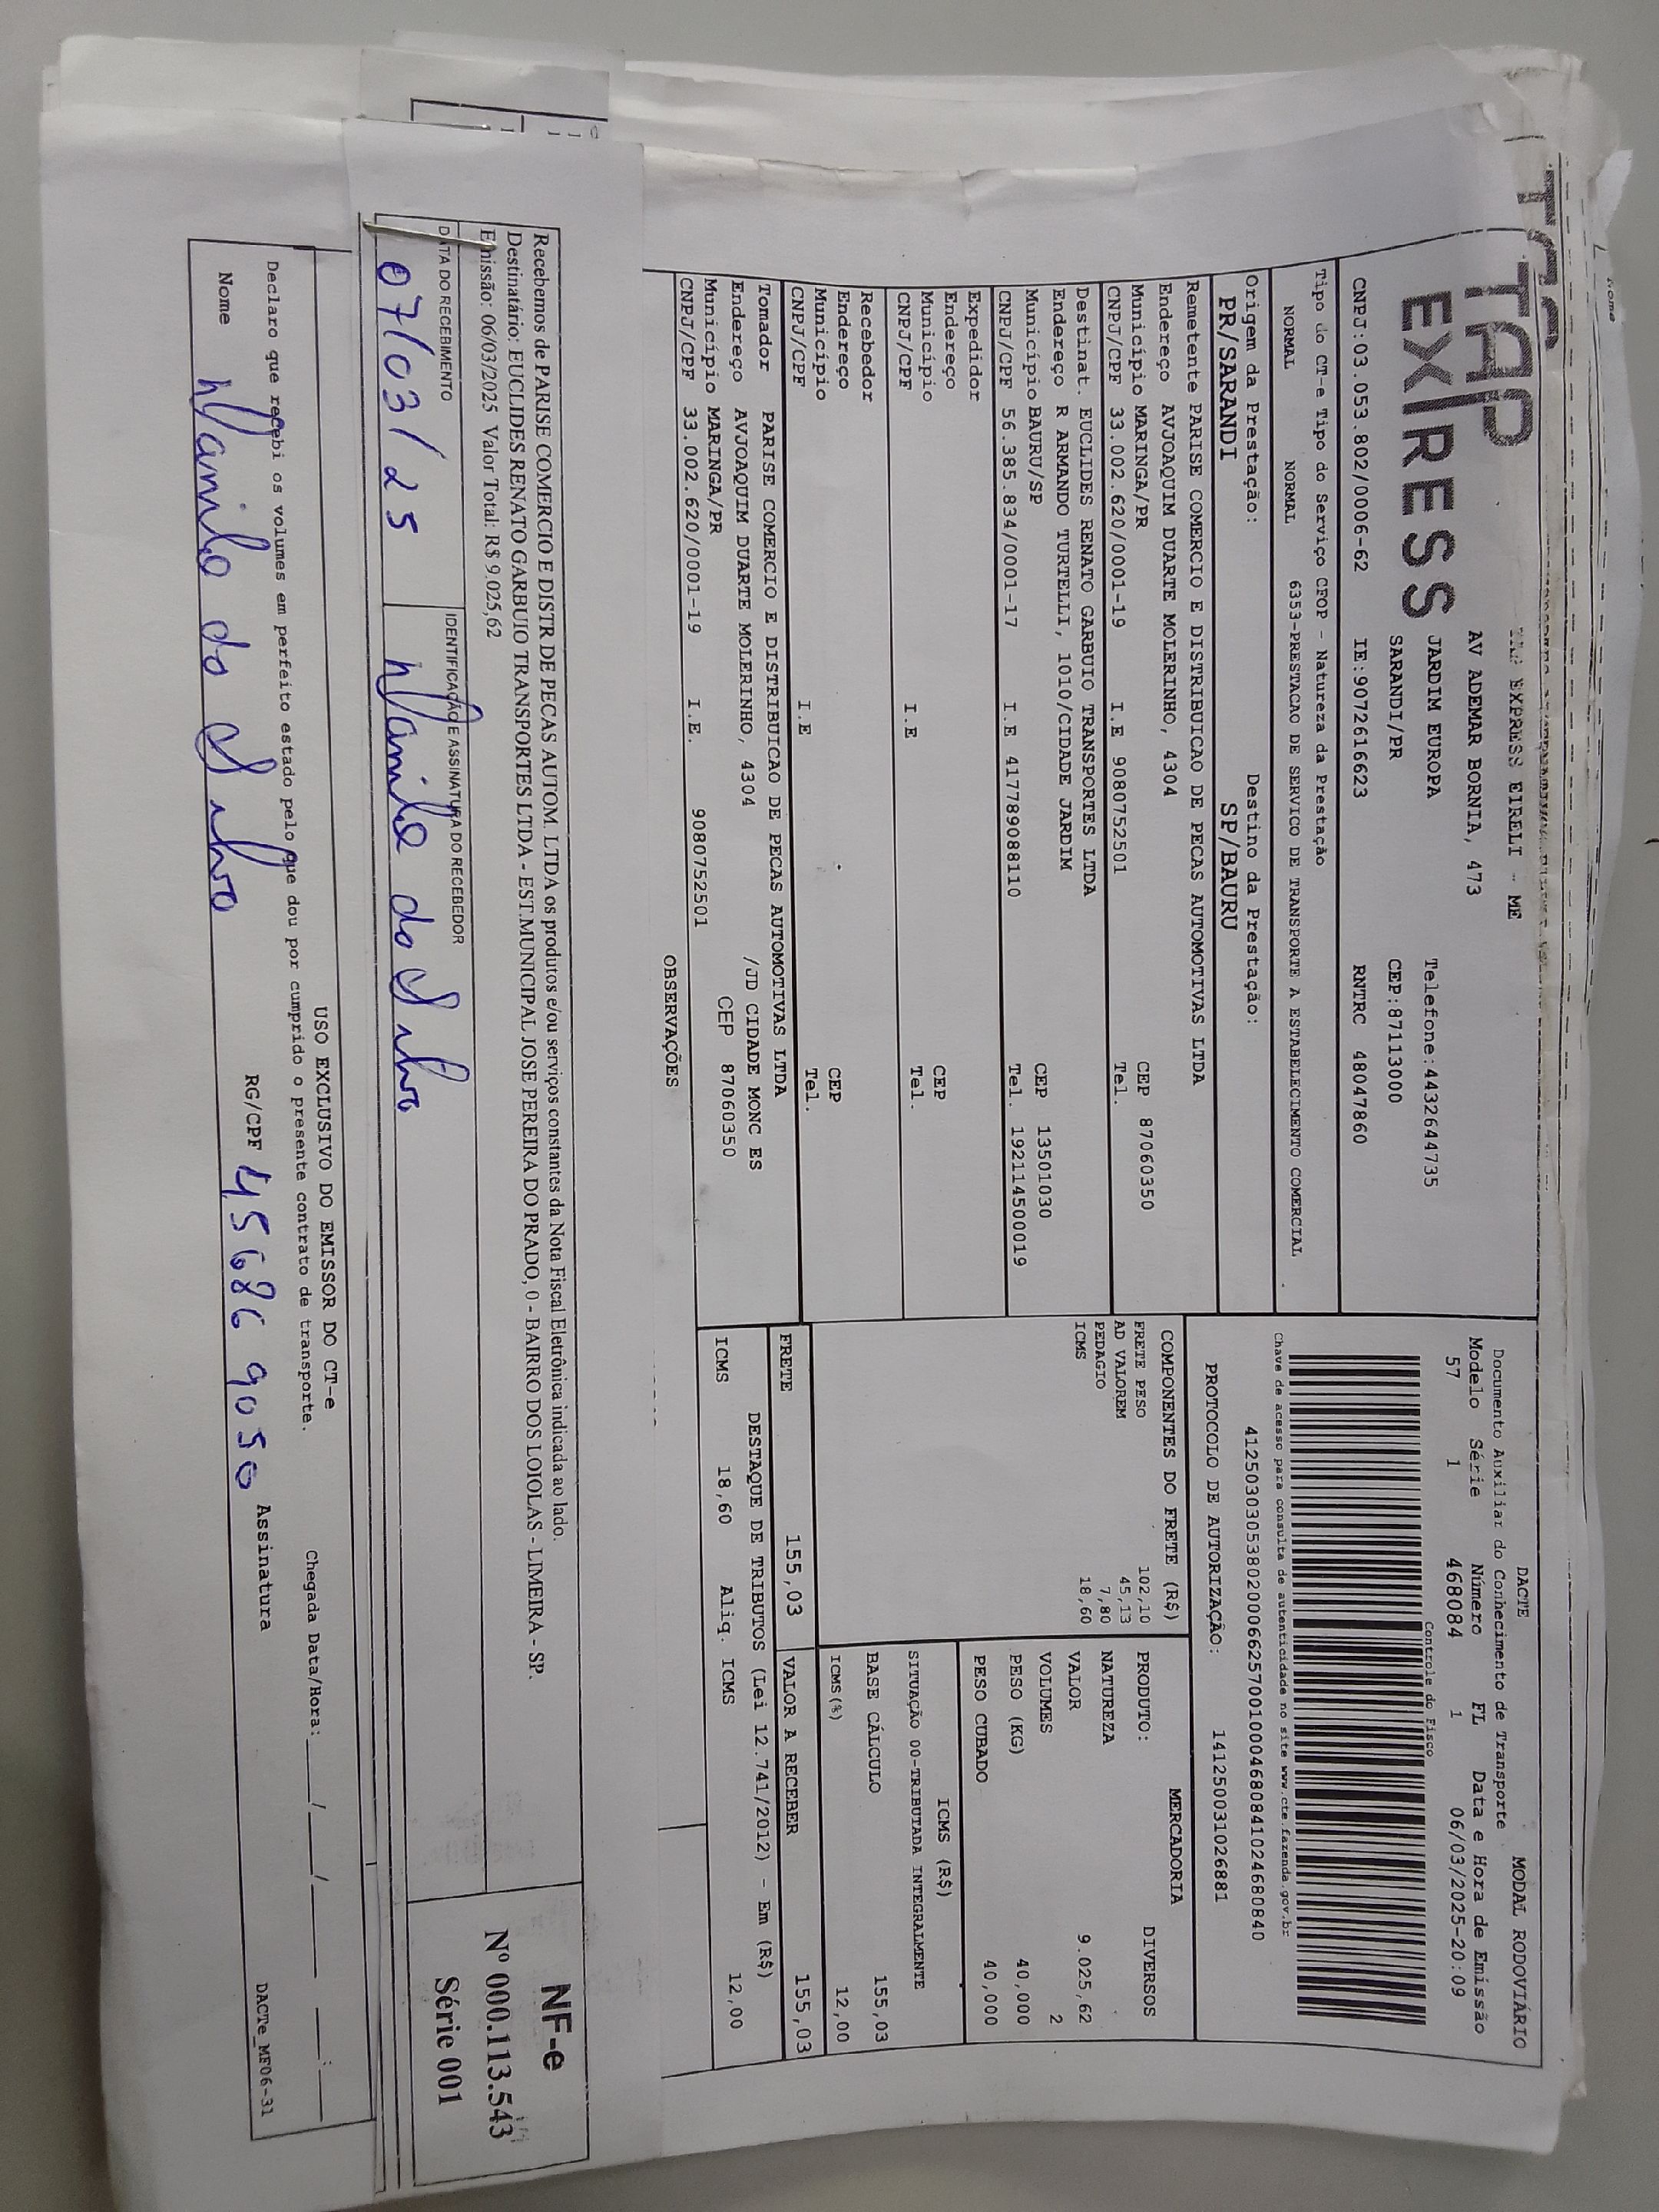 TAP
EXPRESS
EXPRESS EIRELI - ME
AV ADEMAR BORNIA, 473
JARDIM EUROPA Telefone:4432644735
SARANDI/PR CEP:87113000
CNPJ:03.053.802/0006-62 IE:9072616623 RNTRC 48047860
Tipo do CT-e Tipo do Serviço CFOP - Natureza da Prestação
NORMAL NORMAL 6353-PRESTACAO DE SERVICO DE TRANSPORTE A ESTABELECIMENTO COMERCIAL
Origem da Prestação: Destino da Prestação:
PR/SARANDI SP/BAURU
Remetente PARISE COMERCIO E DISTRIBUICAO DE PECAS AUTOMOTIVAS LTDA
Endereço AVJOAQUIM DUARTE MOLERINHO, 4304
Município MARINGA/PR CEP 87060350
CNPJ/CPF 33.002.620/0001-19 I.E 9080752501 Tel.
Destinat. EUCLIDES RENATO GARBUIO TRANSPORTES LTDA
Endereço R ARMANDO TURTELLI, 1010/CIDADE JARDIM
Município BAURU/SP CEP 13501030
CNPJ/CPF 56.385.834/0001-17 I.E 417789088110 Tel. 192114500019
Expedidor
Endereço
Município CEP
CNPJ/CPF I.E Tel.
Recebedor
Endereço
Município CEP
CNPJ/CPF I.E Tel.
Tomador PARISE COMERCIO E DISTRIBUICAO DE PECAS AUTOMOTIVAS LTDA
Endereço AVJOAQUIM DUARTE MOLERINHO, 4304 /JD CIDADE MONC ES
Município MARINGA/PR CEP 87060350
CNPJ/CPF 33.002.620/0001-19 I.E. 9080752501
OBSERVAÇÕES
DACTE MODAL RODOVIÁRIO
Documento Auxiliar do Conhecimento de Transporte
Modelo Série Número FL Data e Hora de Emissão
57 1 468084 1 06/03/2025-20:09
Controle do Fisco
Chave de acesso para consulta de autenticidade no site www.cte.fazenda.gov.br
41250303053802000662570010004680841024680840
PROTOCOLO DE AUTORIZAÇÃO: 141250031026881
COMPONENTES DO FRETE (R$)
FRETE PESO 102,10
AD VALOREM 45,13
PEDAGIO 7,80
ICMS 18,60
MERCADORIA
PRODUTO: DIVERSOS
NATUREZA
VALOR 9.025,62
VOLUMES 2
PESO (KG) 40,000
PESO CUBADO 40,000
ICMS (R$)
SITUAÇÃO 00-TRIBUTADA INTEGRALMENTE
BASE CÁLCULO 155,03
ICMS(%) 12,00
FRETE 155,03 VALOR A RECEBER 155,03
DESTAQUE DE TRIBUTOS (Lei 12.741/2012) - Em (R$)
ICMS 18,60 Aliq. ICMS 12,00
Recebemos de PARISE COMERCIO E DISTR DE PECAS AUTOM. LTDA os produtos e/ou serviços constantes da Nota Fiscal Eletrônica indicada ao lado.
Destinatário: EUCLIDES RENATO GARBUIO TRANSPORTES LTDA - EST.MUNICIPAL JOSE PEREIRA DO PRADO, 0 - BAIRRO DOS LOIOLAS - LIMEIRA - SP.
Emissão: 06/03/2025 Valor Total: R$ 9.025,62
DATA DO RECEBIMENTO IDENTIFICAÇÃO E ASSINATURA DO RECEBEDOR
07/03/25 Danilo da Silva
NF-e
Nº 000.113.543
Série 001
USO EXCLUSIVO DO EMISSOR DO CT-e
Declaro que recebi os volumes em perfeito estado pelo que dou por cumprido o presente contrato de transporte. Chegada Data/Hora:____/____/____ __:__
Nome Danilo da Silva RG/CPF 45686 9050 Assinatura
DACTe_MF06-31